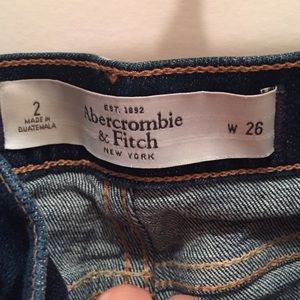 2
MADE IN
GUATEMALA
EST. 1892
Abercrombie
& Fitch
NEW YORK
W 26